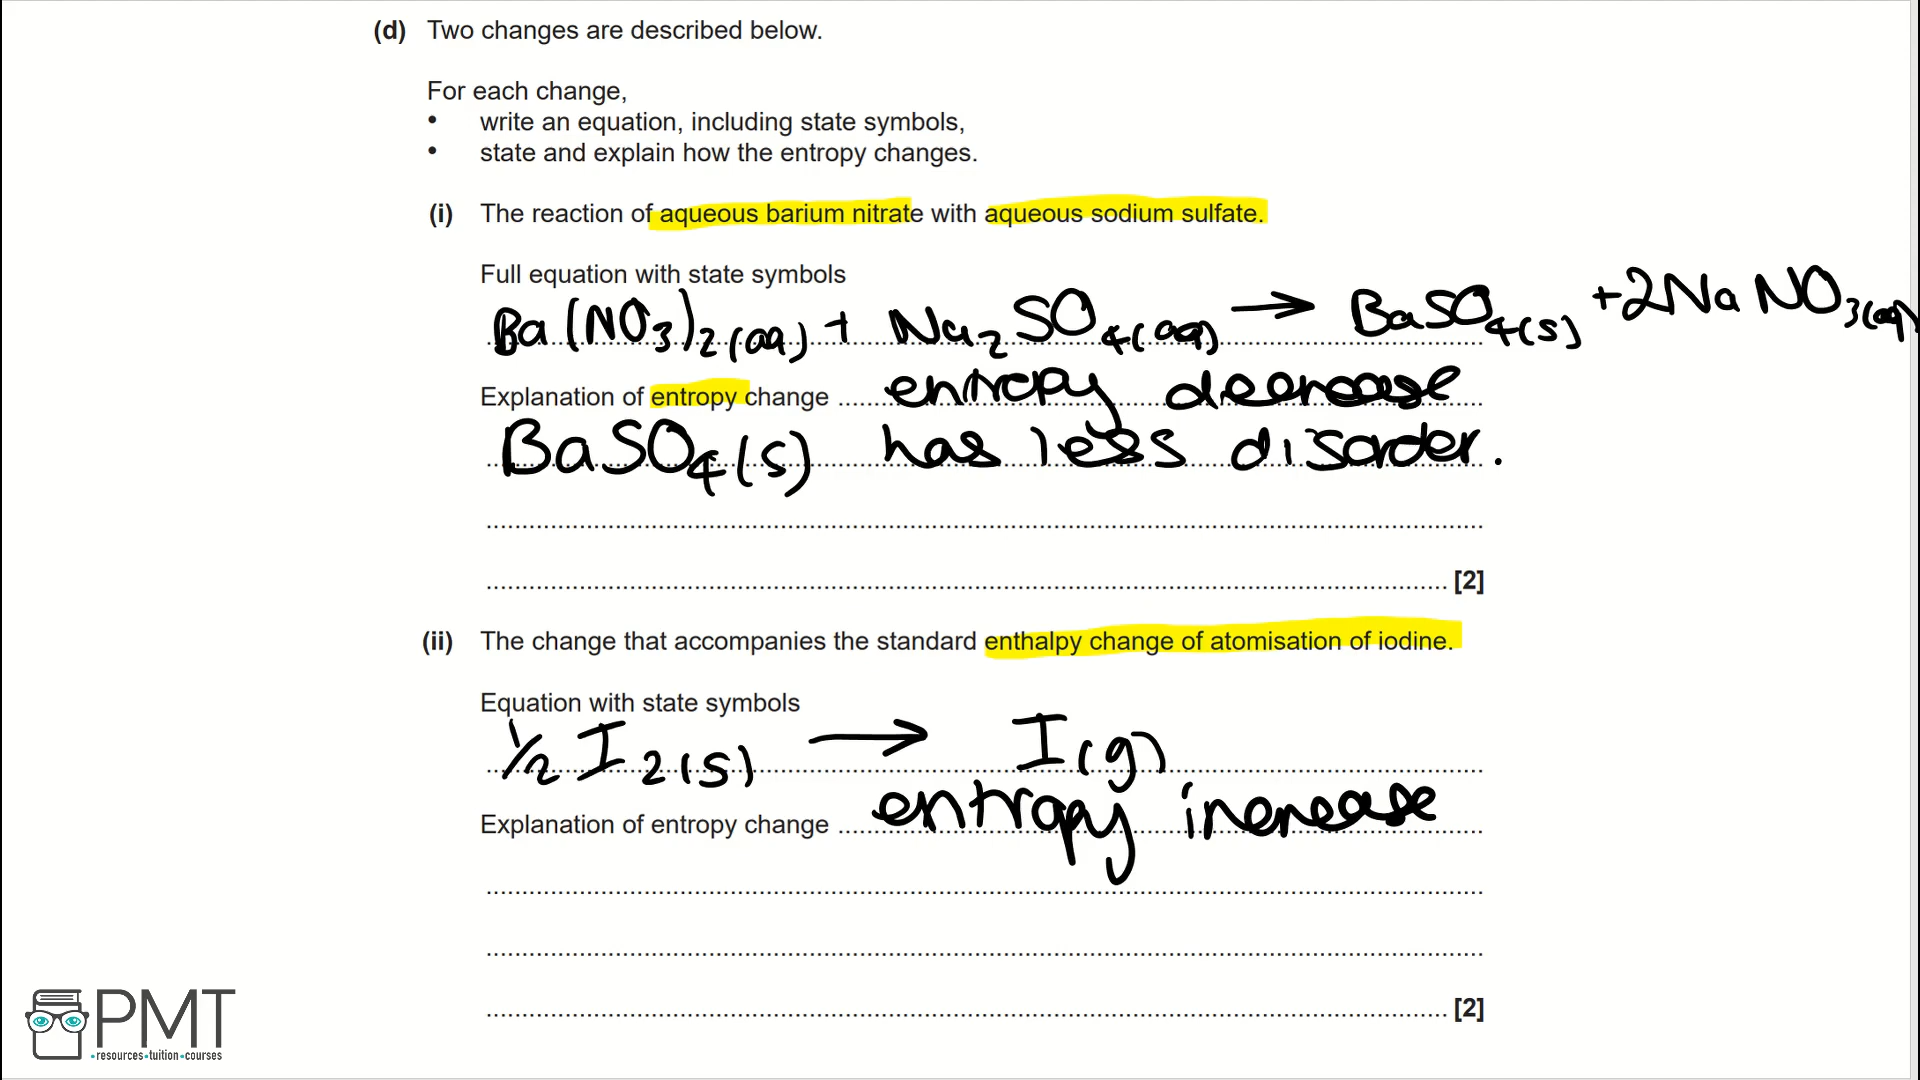 (d) Two changes are described below.
For each change,
• write an equation, including state symbols,
• state and explain how the entropy changes.
(i) The reaction of aqueous barium nitrate with aqueous sodium sulfate.
Full equation with state symbols
Ba(NO3)2(aq) + Na2SO4(aq) → BaSO4(s) + 2NaNO3(aq)
Explanation of entropy change entropy decrease
BaSO4(s) has less disorder.
[2]
(ii) The change that accompanies the standard enthalpy change of atomisation of iodine.
Equation with state symbols
1/2 I2(s) → I(g)
Explanation of entropy change entropy increase
[2]
PMT
•resources•tuition•courses